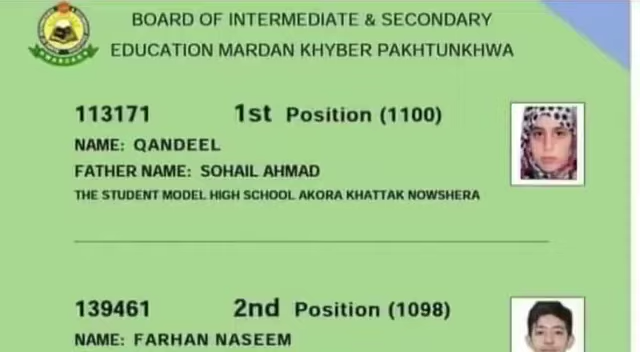 BOARD OF INTERMEDIATE & SECONDARY
EDUCATION MARDAN KHYBER PAKHTUNKHWA
113171 1st Position (1100)
NAME: QANDEEL
FATHER NAME: SOHAIL AHMAD
THE STUDENT MODEL HIGH SCHOOL AKORA KHATTAK NOWSHERA
139461 2nd Position (1098)
NAME: FARHAN NASEEM